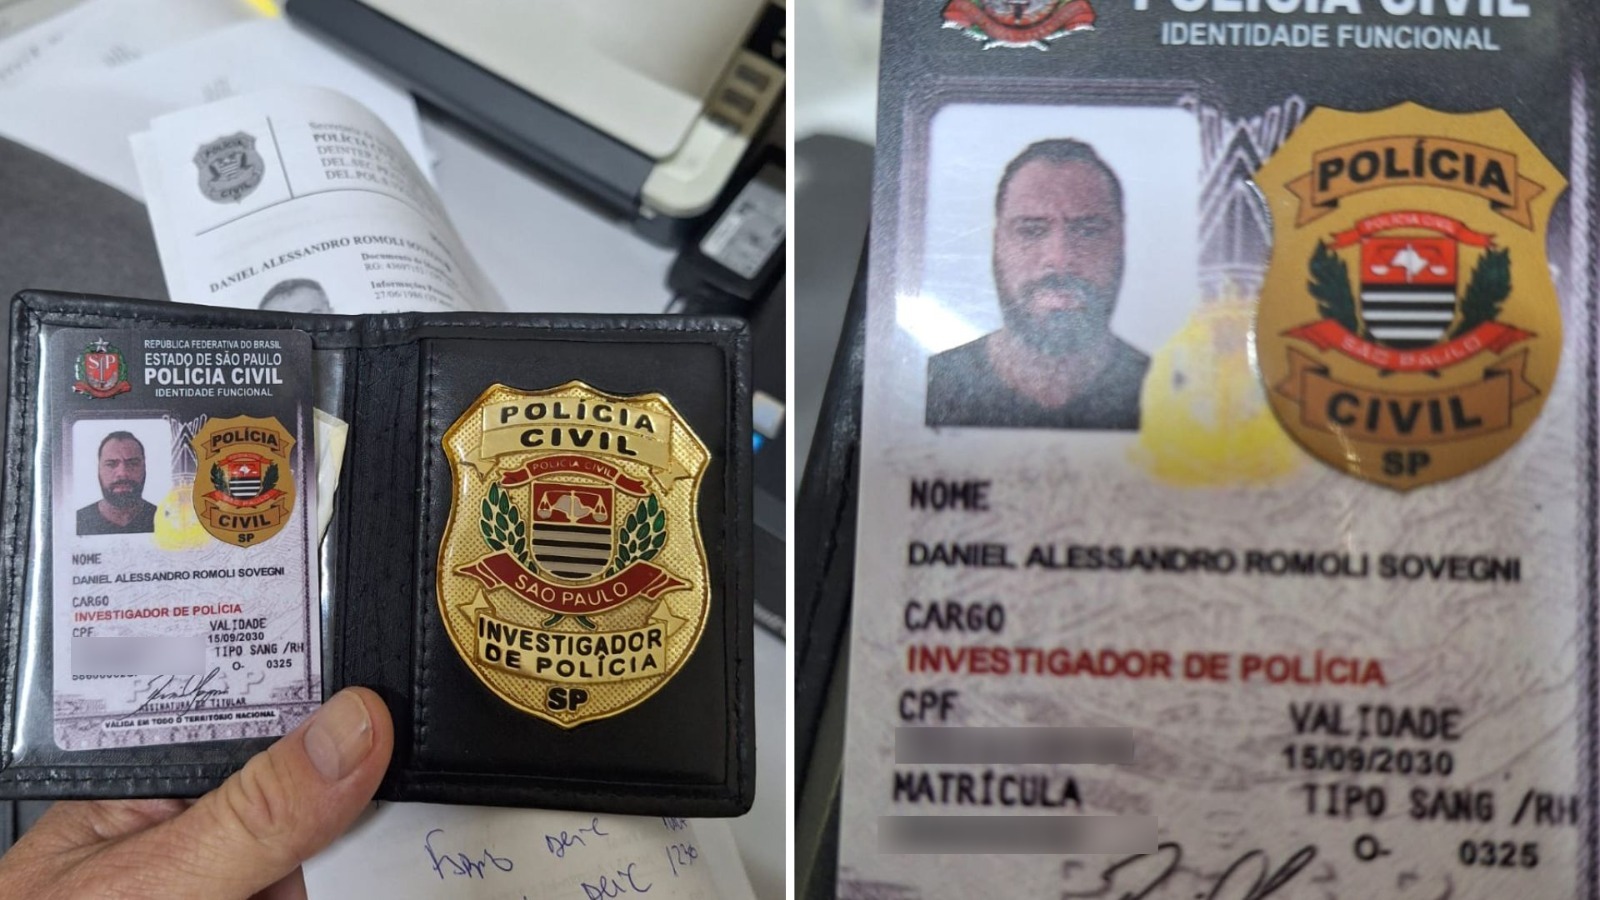 POLÍCIA
CIVIL
DANIEL ALESSANDRO ROMOLI
REPÚBLICA FEDERATIVA DO BRASIL
ESTADO DE SÃO PAULO
POLÍCIA CIVIL
IDENTIDADE FUNCIONAL
SP
POLÍCIA
CIVIL
SP
NOME
DANIEL ALESSANDRO ROMOLI SOVEGNI
CARGO
INVESTIGADOR DE POLÍCIA
CPF
VALIDADE
15/09/2030
TIPO SANG /RH
O- 0325
ASSINATURA DE TITULAR
VÁLIDA EM TODO O TERRITÓRIO NACIONAL
POLÍCIA
CIVIL
POLÍCIA CIVIL
SÃO PAULO
INVESTIGADOR
DE POLÍCIA
SP
POLÍCIA CIVIL
IDENTIDADE FUNCIONAL
POLÍCIA
POLÍCIA CIVIL
SÃO PAULO
CIVIL
SP
NOME
DANIEL ALESSANDRO ROMOLI SOVEGNI
CARGO
INVESTIGADOR DE POLÍCIA
CPF
VALIDADE
15/09/2030
MATRÍCULA
TIPO SANG /RH
O- 0325